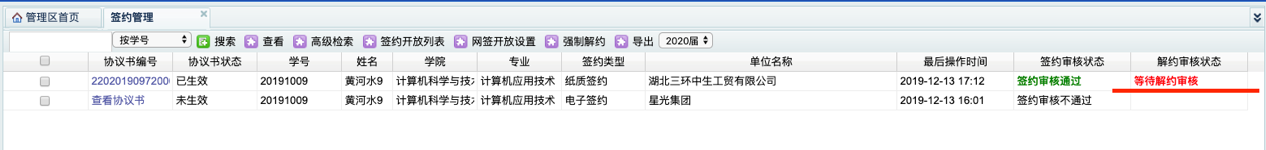 管理区首页 签约管理
按学号 搜索 查看 高级检索 签约开放列表 网签开放设置 强制解约 导出 2020届
协议书编号 协议书状态 学号 姓名 学院 专业 签约类型 单位名称 最后操作时间 签约审核状态 解约审核状态
22020190972000 已生效 20191009 黄河水9 计算机科学与技 计算机应用技术 纸质签约 湖北三环中生工贸有限公司 2019-12-13 17:12 签约审核通过 等待解约审核
查看协议书 未生效 20191009 黄河水9 计算机科学与技 计算机应用技术 电子签约 星光集团 2019-12-13 16:01 签约审核不通过